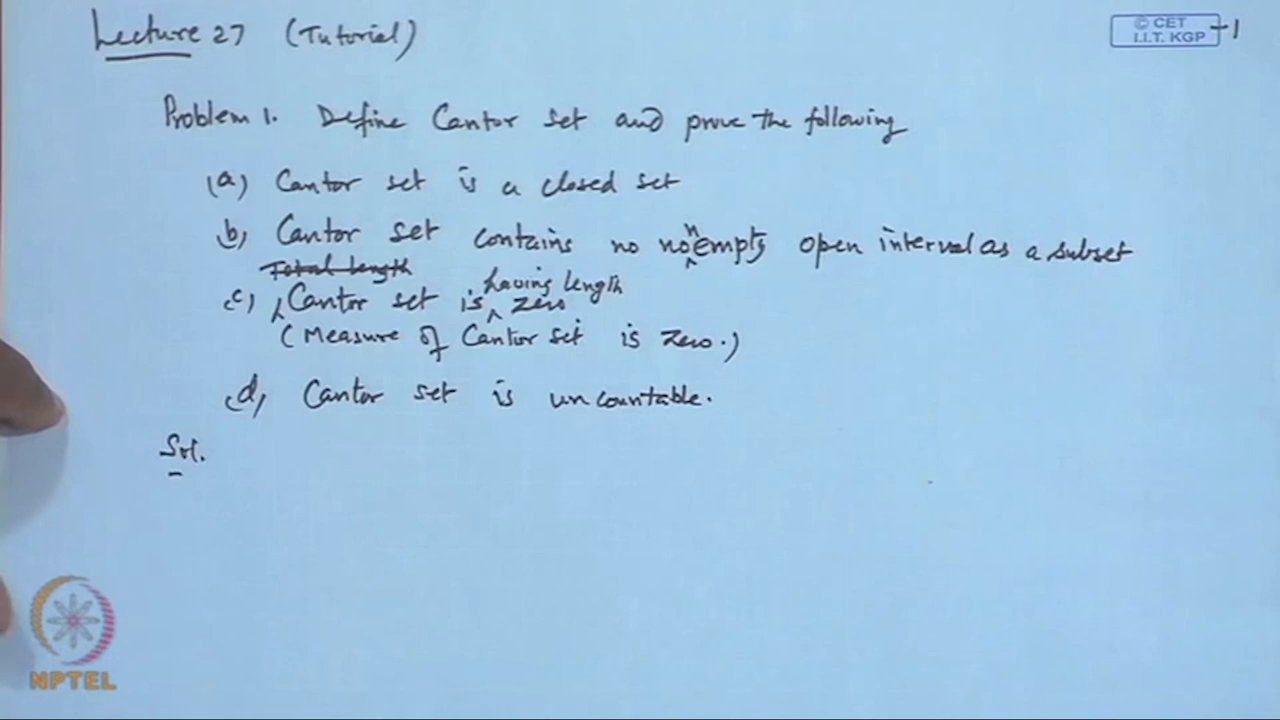 Lecture 27 (Tutorial)
© CET
I.I.T. KGP
-1
Problem 1. Define Cantor set and prove the following
(a) Cantor set is a closed set
(b) Cantor set contains no nonempty open interval as a subset
Total length
(c) Cantor set is having length zero
(Measure of Cantor set is zero.)
(d) Cantor set is uncountable.
Sol.
NPTEL